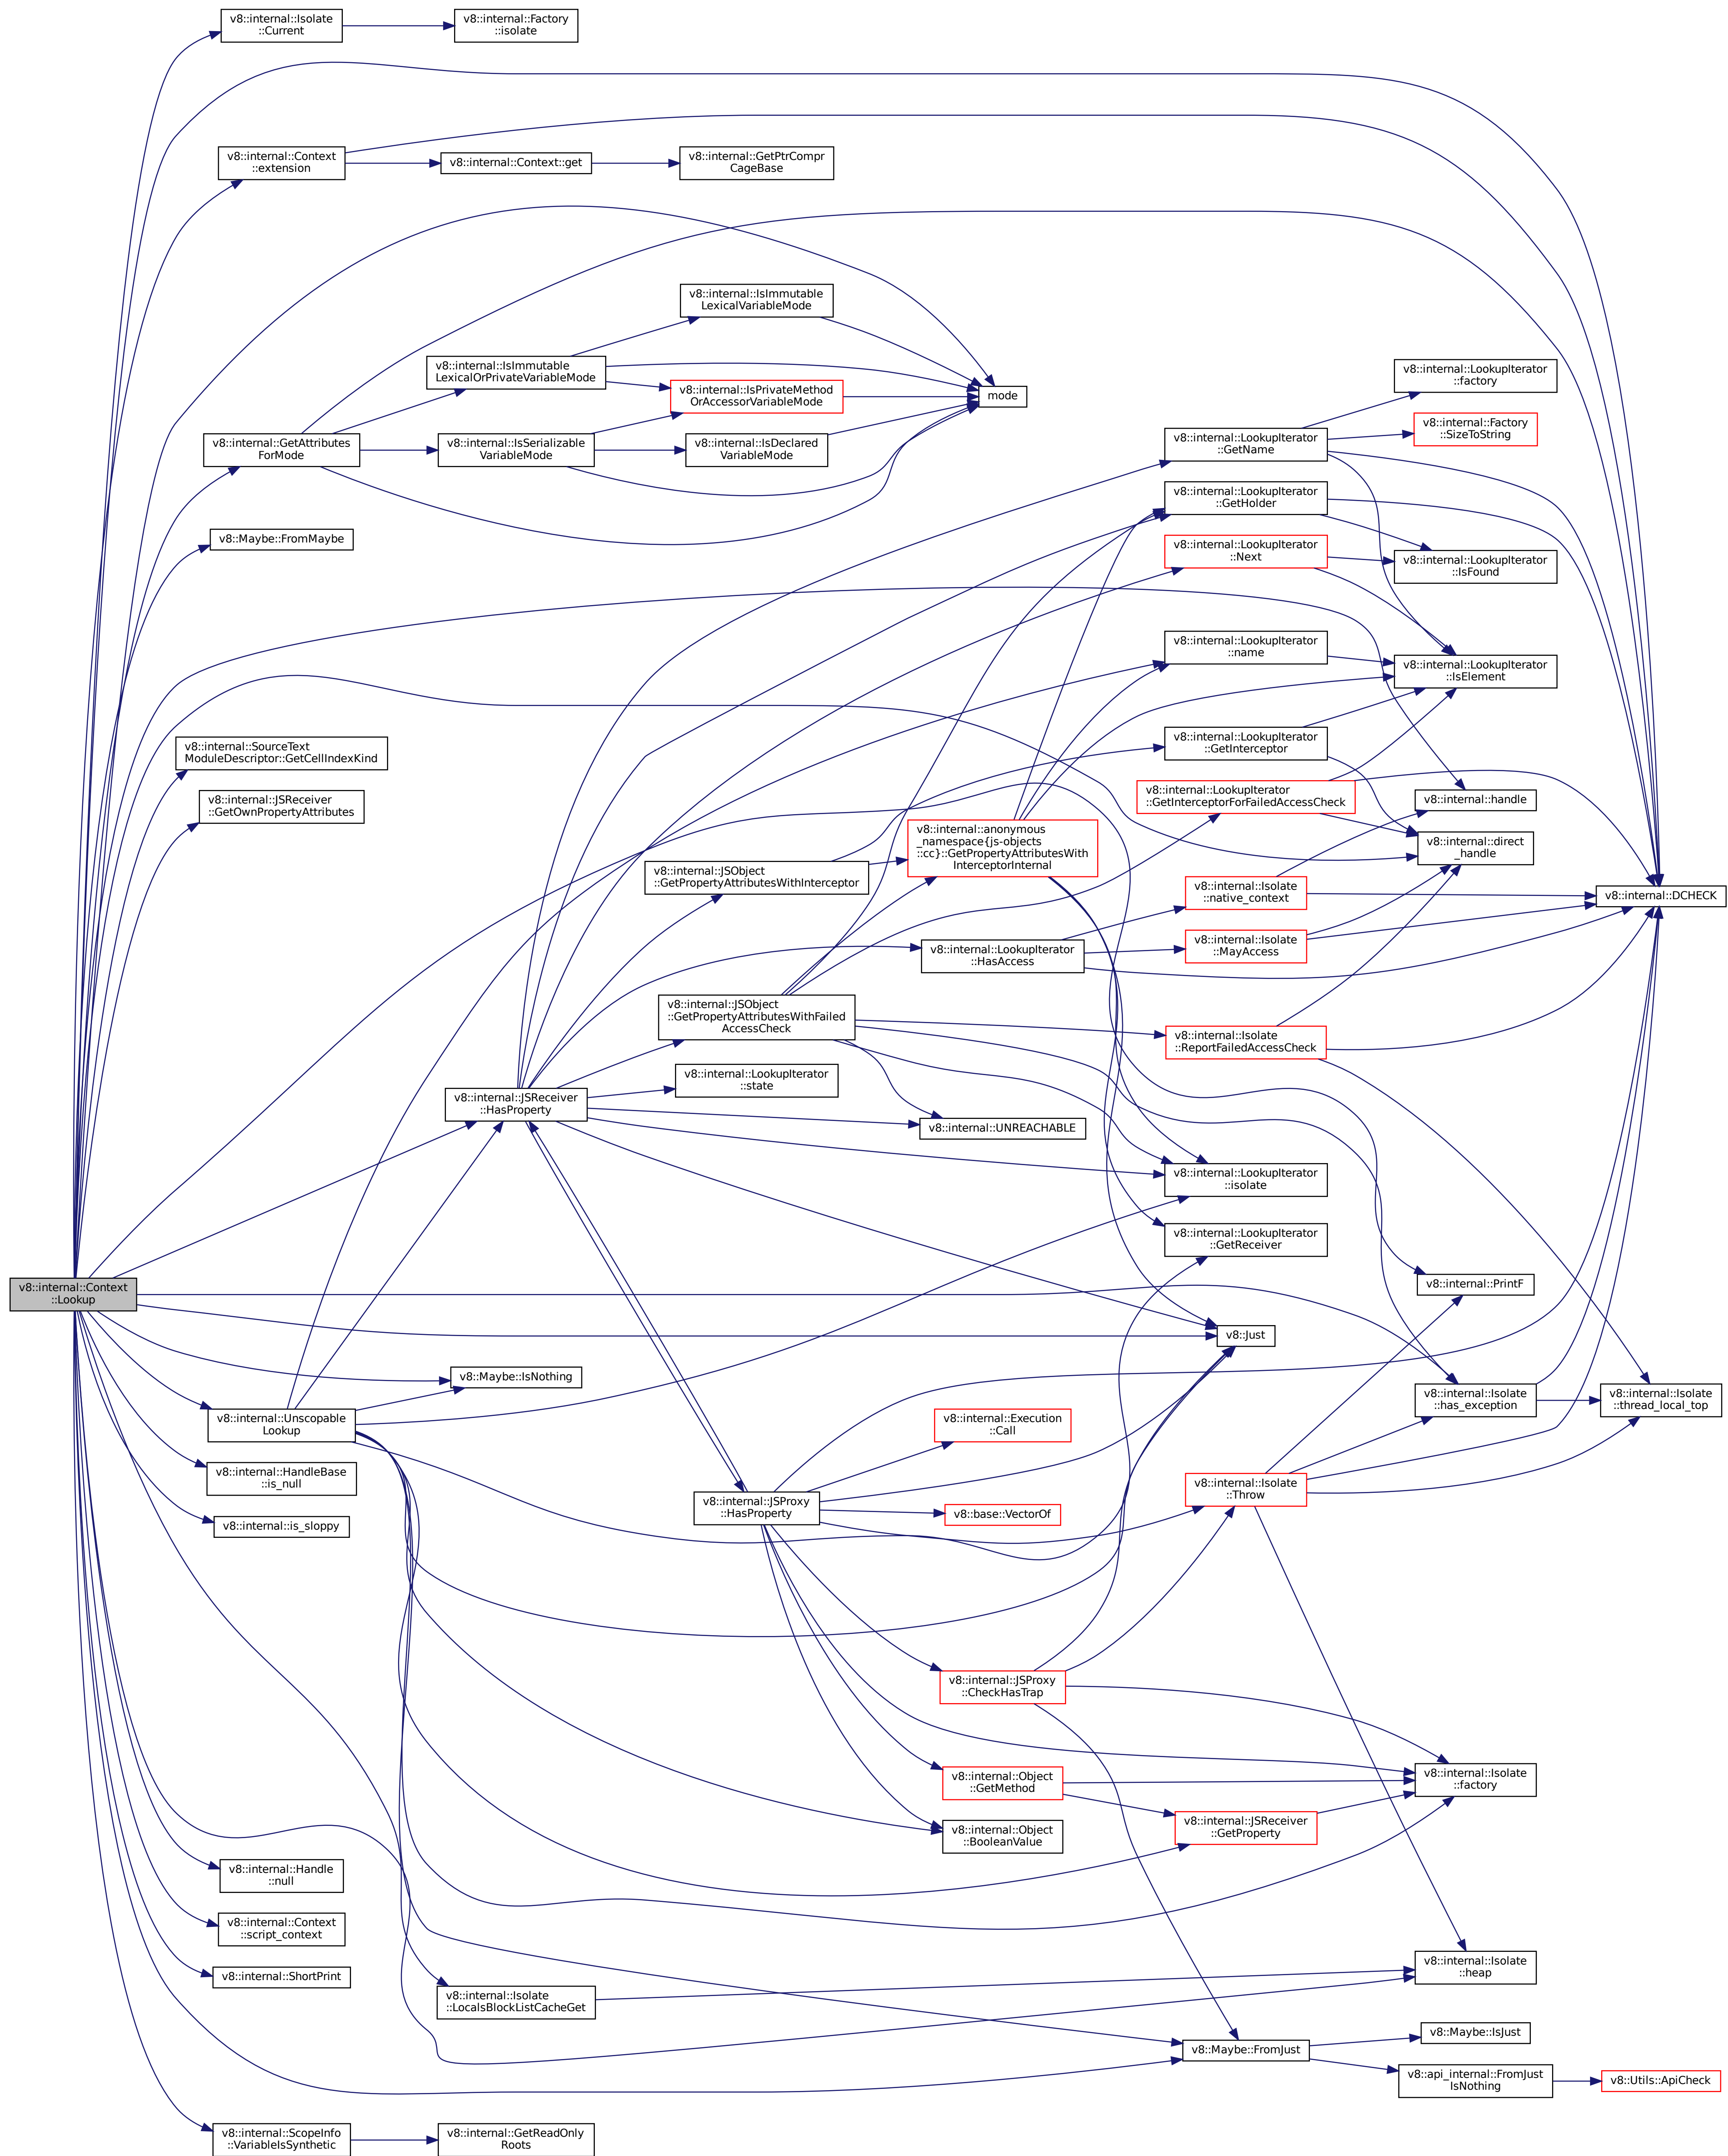 v8::internal::Isolate
::Current
v8::internal::Factory
::isolate
v8::internal::Context
::extension
v8::internal::Context::get
v8::internal::GetPtrCompr
CageBase
v8::internal::IsImmutable
LexicalVariableMode
v8::internal::IsImmutable
LexicalOrPrivateVariableMode
v8::internal::IsPrivateMethod
OrAccessorVariableMode
mode
v8::internal::GetAttributes
ForMode
v8::internal::IsSerializable
VariableMode
v8::internal::IsDeclared
VariableMode
v8::internal::LookupIterator
::factory
v8::internal::LookupIterator
::GetName
v8::internal::Factory
::SizeToString
v8::internal::LookupIterator
::GetHolder
v8::Maybe::FromMaybe
v8::internal::LookupIterator
::Next
v8::internal::LookupIterator
::IsFound
v8::internal::LookupIterator
::name
v8::internal::LookupIterator
::IsElement
v8::internal::SourceText
ModuleDescriptor::GetCellIndexKind
v8::internal::LookupIterator
::GetInterceptor
v8::internal::JSReceiver
::GetOwnPropertyAttributes
v8::internal::LookupIterator
::GetInterceptorForFailedAccessCheck
v8::internal::handle
v8::internal::anonymous
_namespace{js-objects
::cc}::GetPropertyAttributesWith
InterceptorInternal
v8::internal::direct
_handle
v8::internal::JSObject
::GetPropertyAttributesWithInterceptor
v8::internal::Isolate
::native_context
v8::internal::DCHECK
v8::internal::LookupIterator
::HasAccess
v8::internal::Isolate
::MayAccess
v8::internal::JSObject
::GetPropertyAttributesWithFailed
AccessCheck
v8::internal::Isolate
::ReportFailedAccessCheck
v8::internal::LookupIterator
::state
v8::internal::JSReceiver
::HasProperty
v8::internal::UNREACHABLE
v8::internal::LookupIterator
::isolate
v8::internal::LookupIterator
::GetReceiver
v8::internal::Context
::Lookup
v8::internal::PrintF
v8::Just
v8::Maybe::IsNothing
v8::internal::Isolate
::has_exception
v8::internal::Isolate
::thread_local_top
v8::internal::Unscopable
Lookup
v8::internal::Execution
::Call
v8::internal::HandleBase
::is_null
v8::internal::Isolate
::Throw
v8::internal::JSProxy
::HasProperty
v8::base::VectorOf
v8::internal::is_sloppy
v8::internal::JSProxy
::CheckHasTrap
v8::internal::Object
::GetMethod
v8::internal::Isolate
::factory
v8::internal::JSReceiver
::GetProperty
v8::internal::Object
::BooleanValue
v8::internal::Handle
::null
v8::internal::Context
::script_context
v8::internal::Isolate
::heap
v8::internal::ShortPrint
v8::internal::Isolate
::LocalsBlockListCacheGet
v8::Maybe::IsJust
v8::Maybe::FromJust
v8::api_internal::FromJust
IsNothing
v8::Utils::ApiCheck
v8::internal::ScopeInfo
::VariableIsSynthetic
v8::internal::GetReadOnly
Roots